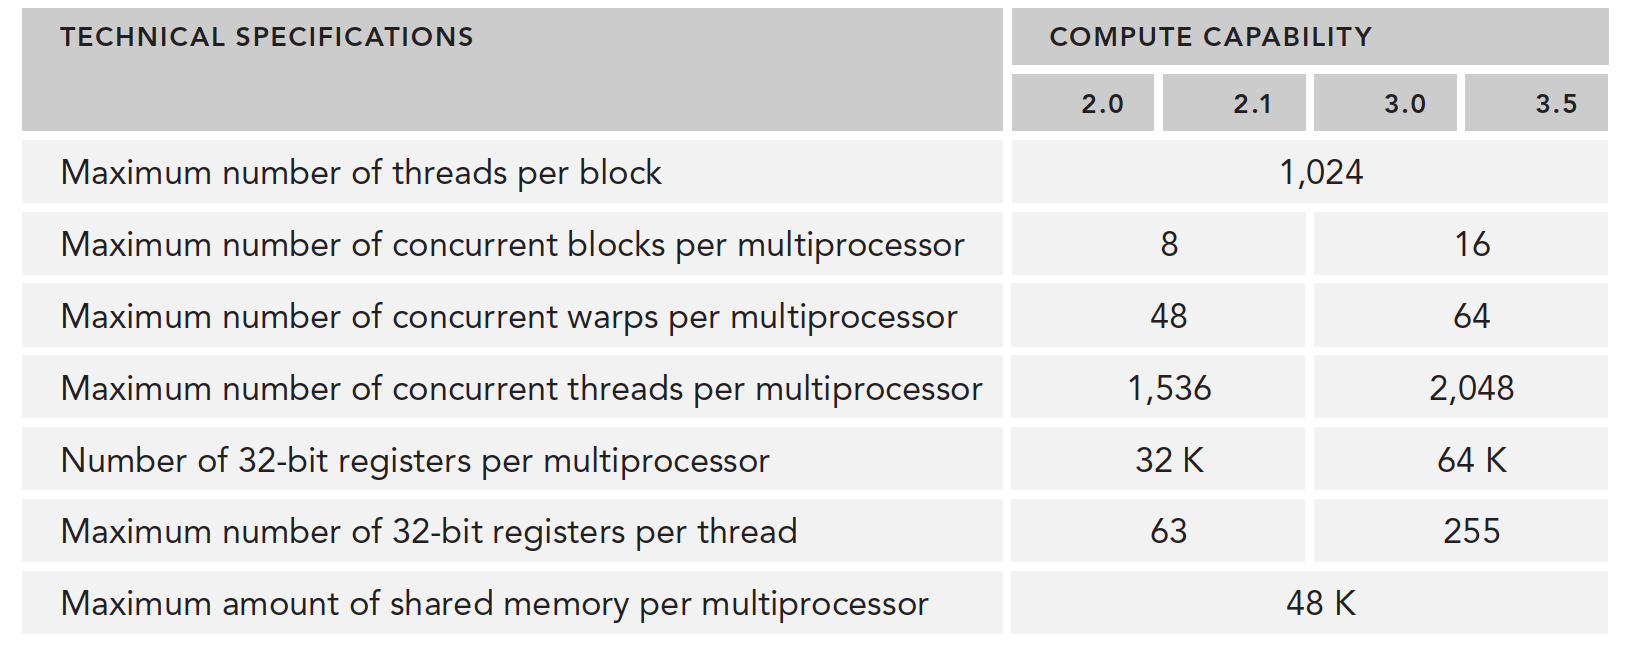 TECHNICAL SPECIFICATIONS COMPUTE CAPABILITY
2.0 2.1 3.0 3.5
Maximum number of threads per block 1,024
Maximum number of concurrent blocks per multiprocessor 8 16
Maximum number of concurrent warps per multiprocessor 48 64
Maximum number of concurrent threads per multiprocessor 1,536 2,048
Number of 32-bit registers per multiprocessor 32 K 64 K
Maximum number of 32-bit registers per thread 63 255
Maximum amount of shared memory per multiprocessor 48 K